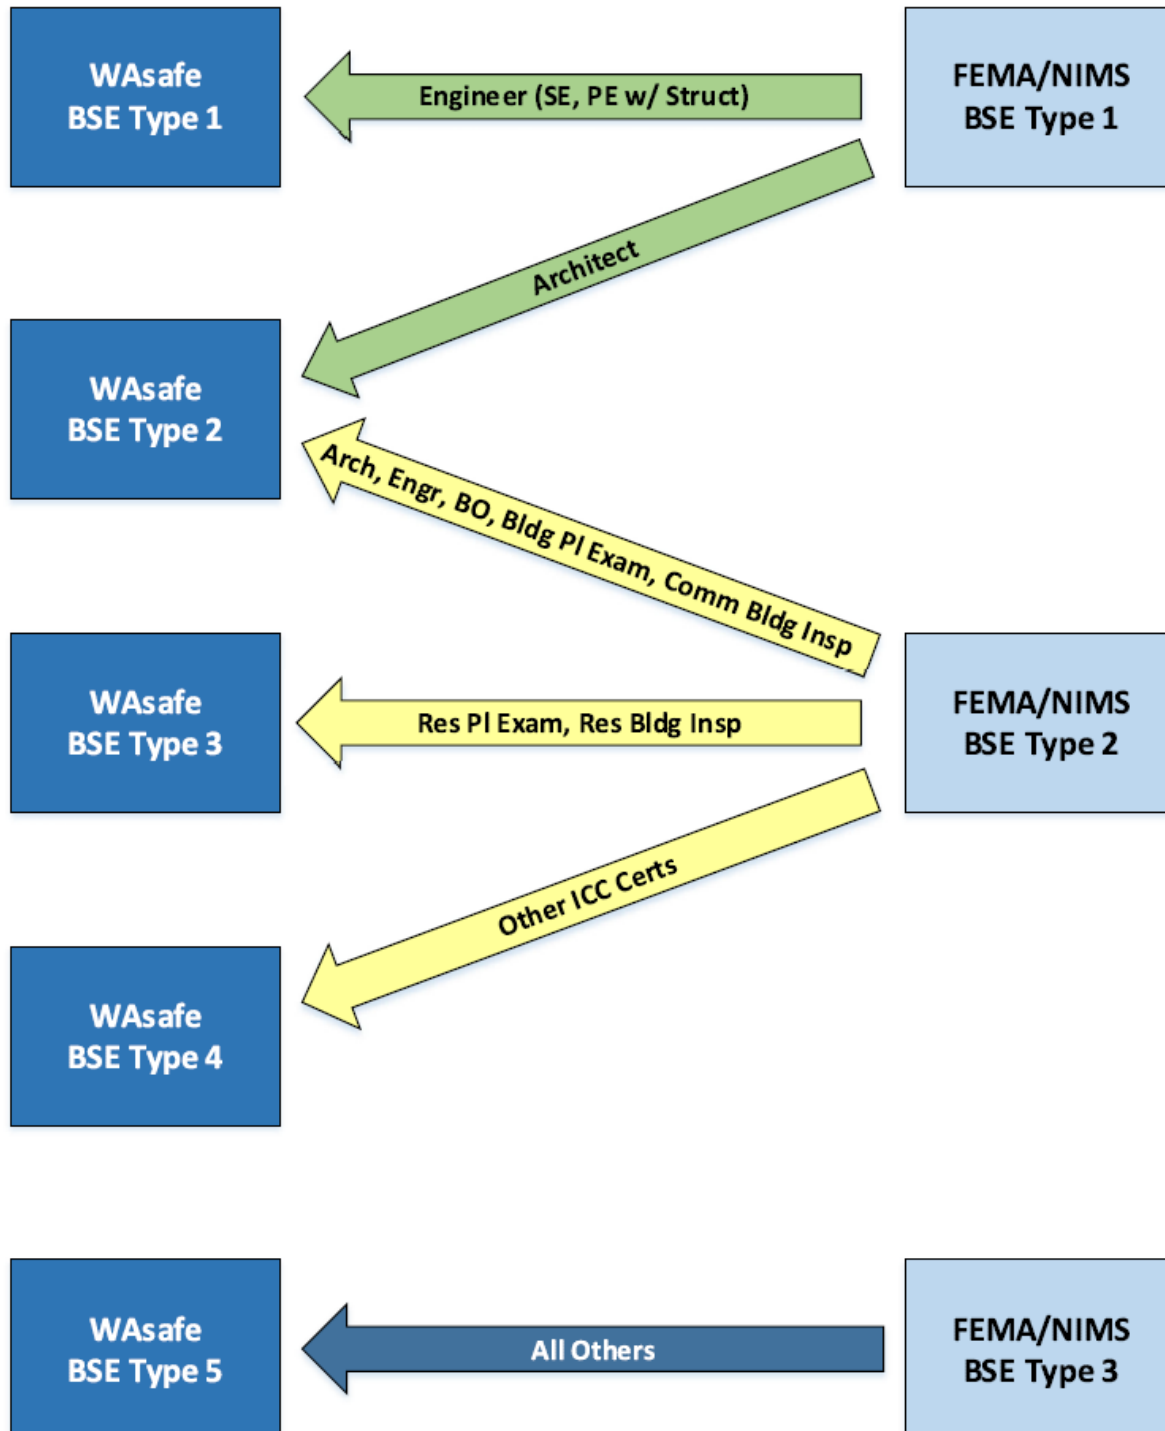 WAsafe
BSE Type 1
Engineer (SE, PE w/ Struct)
FEMA/NIMS
BSE Type 1
Architect
WAsafe
BSE Type 2
Arch, Engr, BO, Bldg Pl Exam, Comm Bldg Insp
WAsafe
BSE Type 3
Res Pl Exam, Res Bldg Insp
FEMA/NIMS
BSE Type 2
Other ICC Certs
WAsafe
BSE Type 4
WAsafe
BSE Type 5
All Others
FEMA/NIMS
BSE Type 3